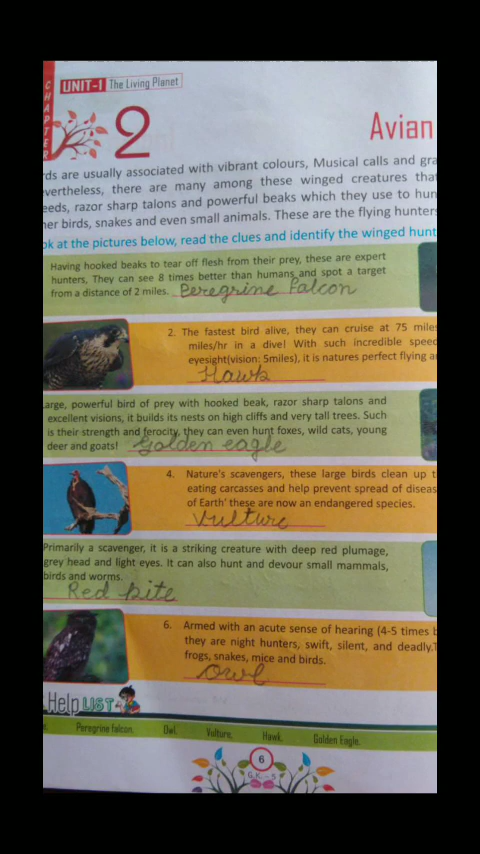 CHAPTER
UNIT-1 The Living Planet
2
Avian
rds are usually associated with vibrant colours, Musical calls and gra
vertheless, there are many among these winged creatures tha
eeds, razor sharp talons and powerful beaks which they use to hun
her birds, snakes and even small animals. These are the flying hunter
ok at the pictures below, read the clues and identify the winged hunt
Having hooked beaks to tear off flesh from their prey, these are expert
hunters. They can see 8 times better than humans and spot a target
from a distance of 2 miles. Peregrine Falcon
2. The fastest bird alive, they can cruise at 75 mile
miles/hr in a dive! With such incredible speed
eyesight(vision: 5miles), it is natures perfect flying a
Hawk
arge, powerful bird of prey with hooked beak, razor sharp talons and
excellent visions, it builds its nests on high cliffs and very tall trees. Such
is their strength and ferocity, they can even hunt foxes, wild cats, young
deer and goats! Golden eagle
4. Nature's scavengers, these large birds clean up t
eating carcasses and help prevent spread of diseas
of Earth' these are now an endangered species.
Vulture
Primarily a scavenger, it is a striking creature with deep red plumage,
grey head and light eyes. It can also hunt and devour small mammals,
birds and worms.
Red kite
6. Armed with an acute sense of hearing (4-5 times b
they are night hunters, swift, silent, and deadly.T
frogs, snakes, mice and birds.
Owl
Help LIST
Peregrine falcon. Owl. Vulture, Hawk. Golden Eagle.
6
G.K.-5